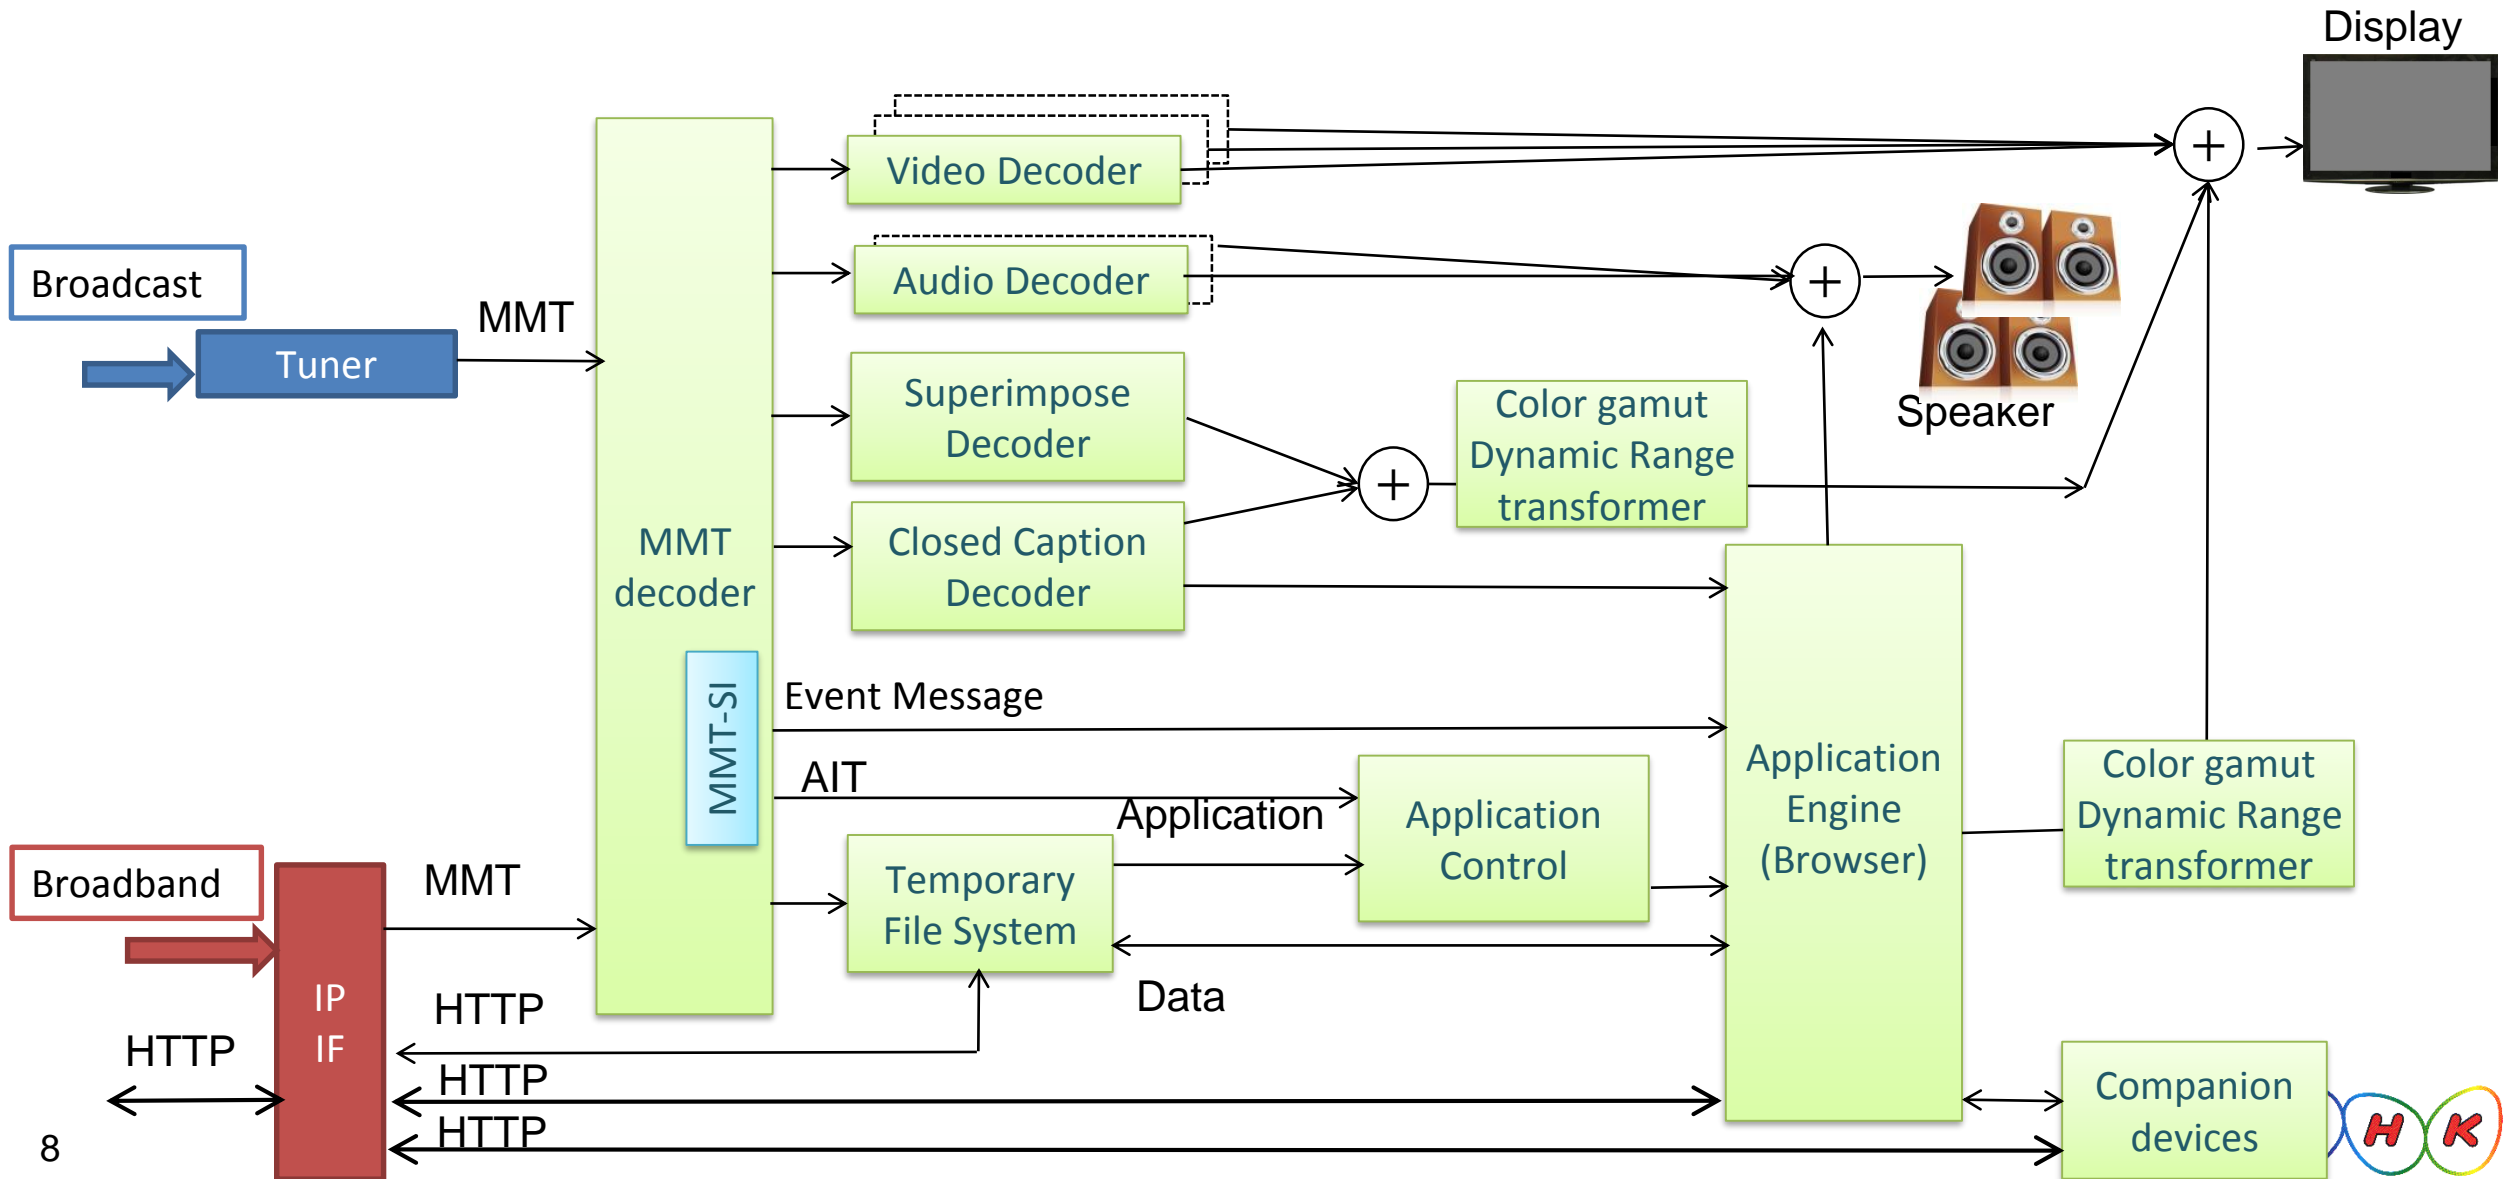 Display
Video Decoder
Audio Decoder
Broadcast
MMT
Tuner
Superimpose
Decoder
Color gamut
Dynamic Range
transformer
Speaker
+
+
+
MMT
decoder
Closed Caption
Decoder
MMT-SI
Event Message
AIT
Application
Application
Control
Application
Engine
(Browser)
Color gamut
Dynamic Range
transformer
Broadband
MMT
Temporary
File System
Data
IP
IF
HTTP
HTTP
HTTP
HTTP
Companion
devices
8
H K